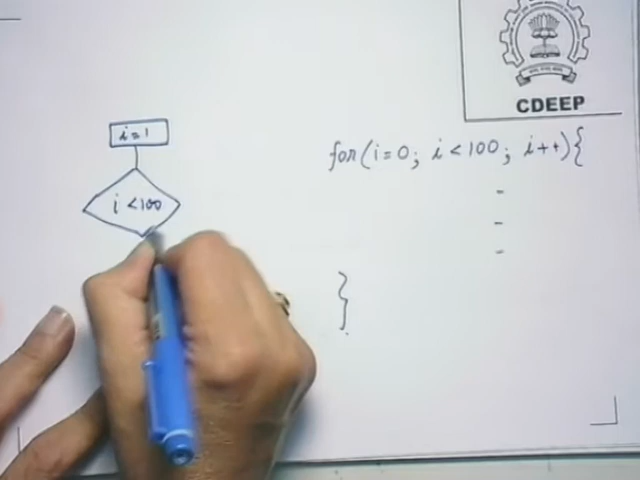 CDEEP
i=1
for(i=0; i<100; i++){
i<100
-
-
-
}